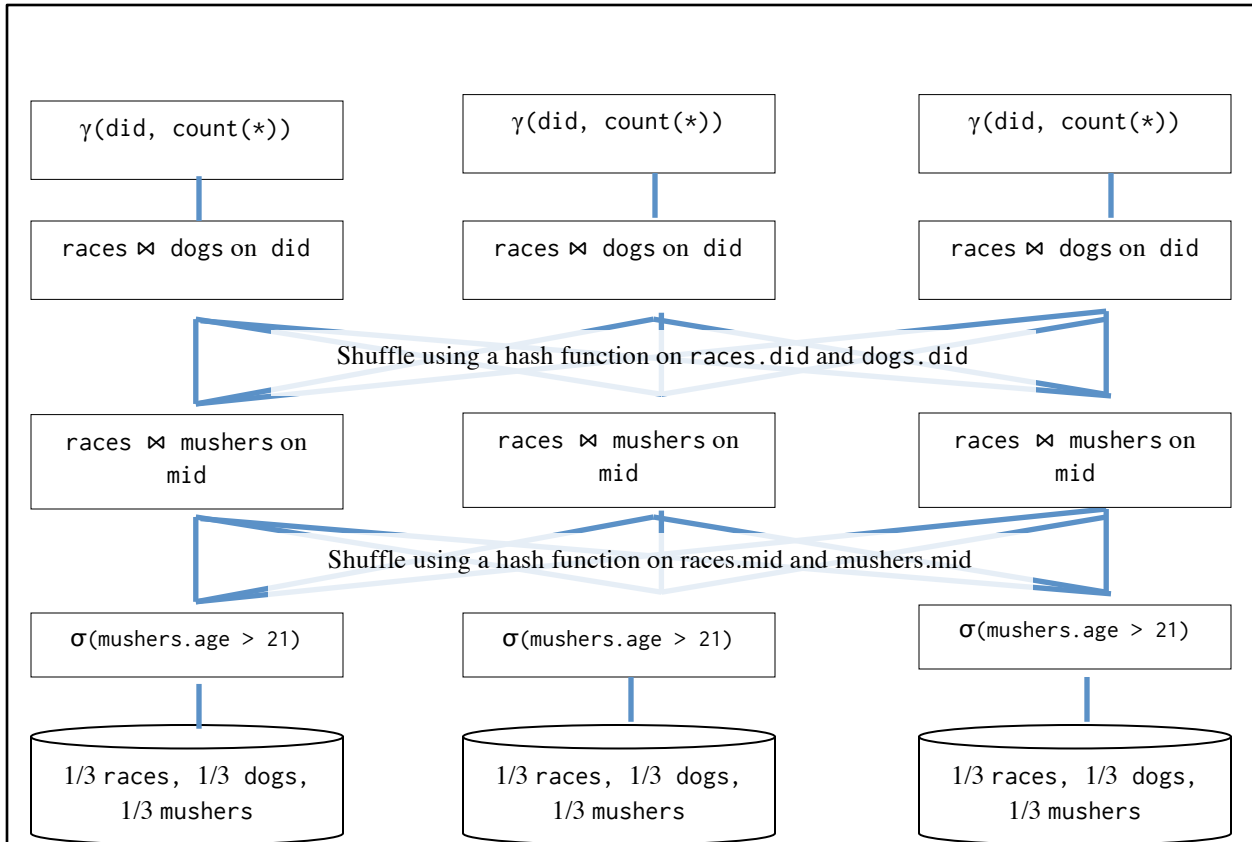 γ(did, count(*))
γ(did, count(*))
γ(did, count(*))
races ⋈ dogs on did
races ⋈ dogs on did
races ⋈ dogs on did
Shuffle using a hash function on races.did and dogs.did
races ⋈ mushers on
mid
races ⋈ mushers on
mid
races ⋈ mushers on
mid
Shuffle using a hash function on races.mid and mushers.mid
σ(mushers.age > 21)
σ(mushers.age > 21)
σ(mushers.age > 21)
1/3 races, 1/3 dogs,
1/3 mushers
1/3 races, 1/3 dogs,
1/3 mushers
1/3 races, 1/3 dogs,
1/3 mushers